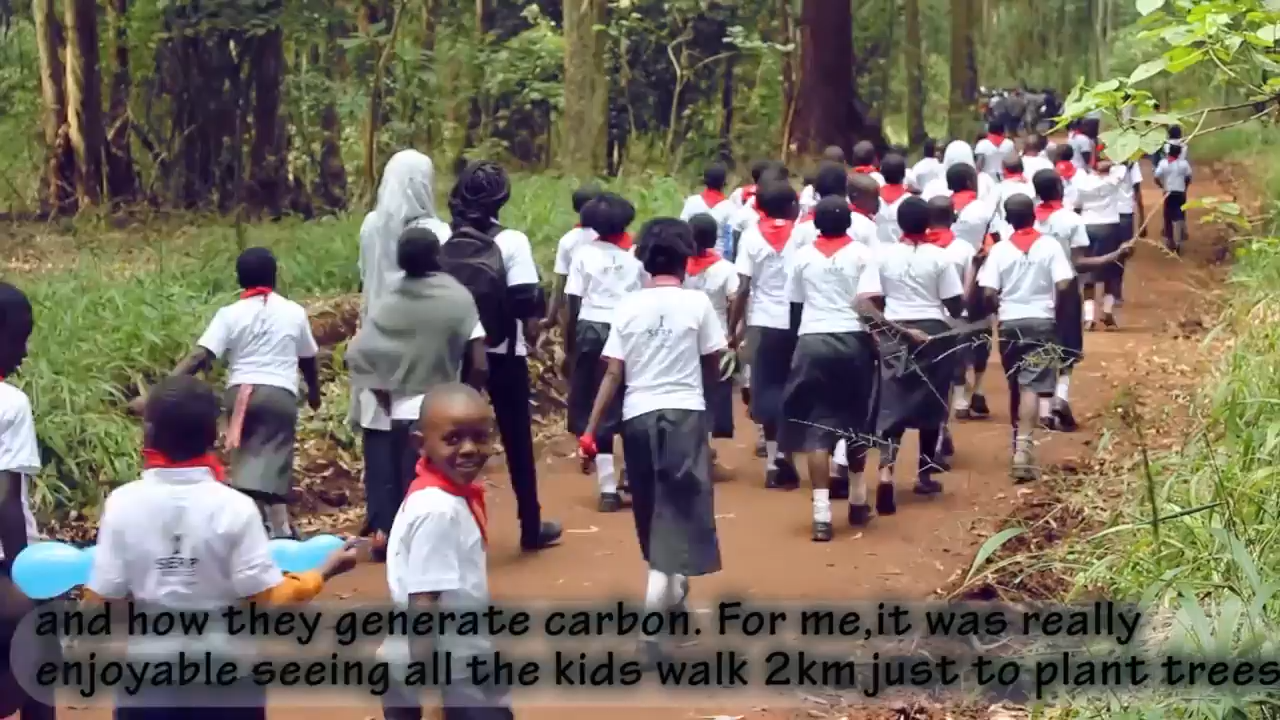 I
SERP
and how they generate carbon. For me,it was really
enjoyable seeing all the kids walk 2km just to plant trees